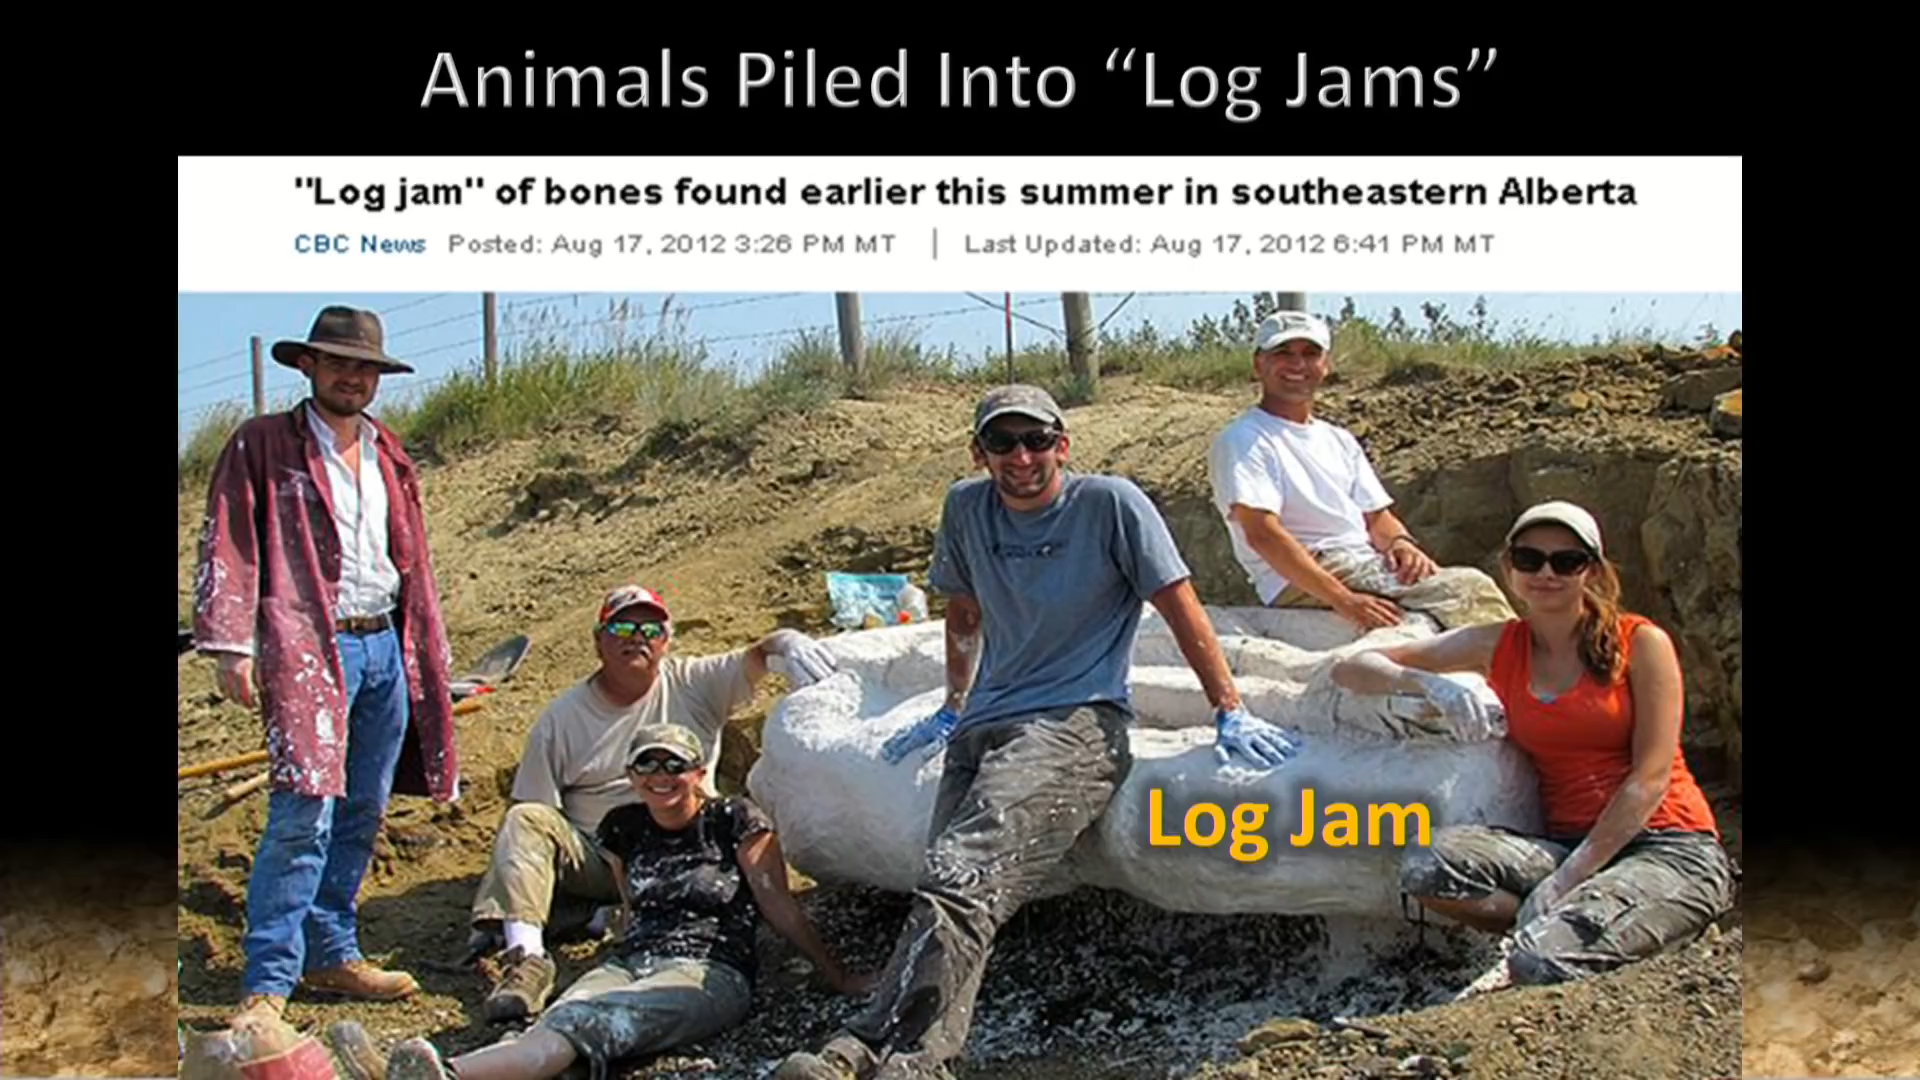 Animals Piled Into “Log Jams”
"Log jam" of bones found earlier this summer in southeastern Alberta
CBC News Posted: Aug 17, 2012 3:26 PM MT | Last Updated: Aug 17, 2012 6:41 PM MT
Log Jam